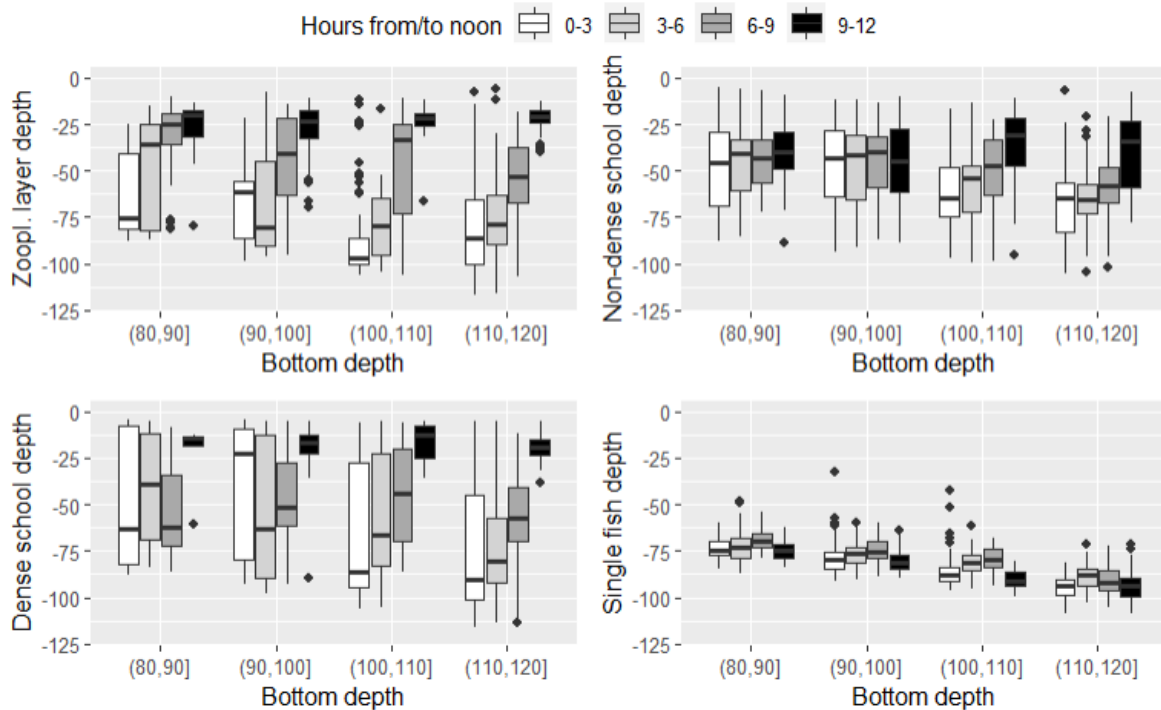 Hours from/to noon 0-3 3-6 6-9 9-12
Zoopl. layer depth
0
-25
-50
-75
-100
-125
(80,90] (90,100] (100,110] (110,120]
Bottom depth
Non-dense school depth
0
-25
-50
-75
-100
-125
(80,90] (90,100] (100,110] (110,120]
Bottom depth
Dense school depth
0
-25
-50
-75
-100
-125
(80,90] (90,100] (100,110] (110,120]
Bottom depth
Single fish depth
0
-25
-50
-75
-100
-125
(80,90] (90,100] (100,110] (110,120]
Bottom depth